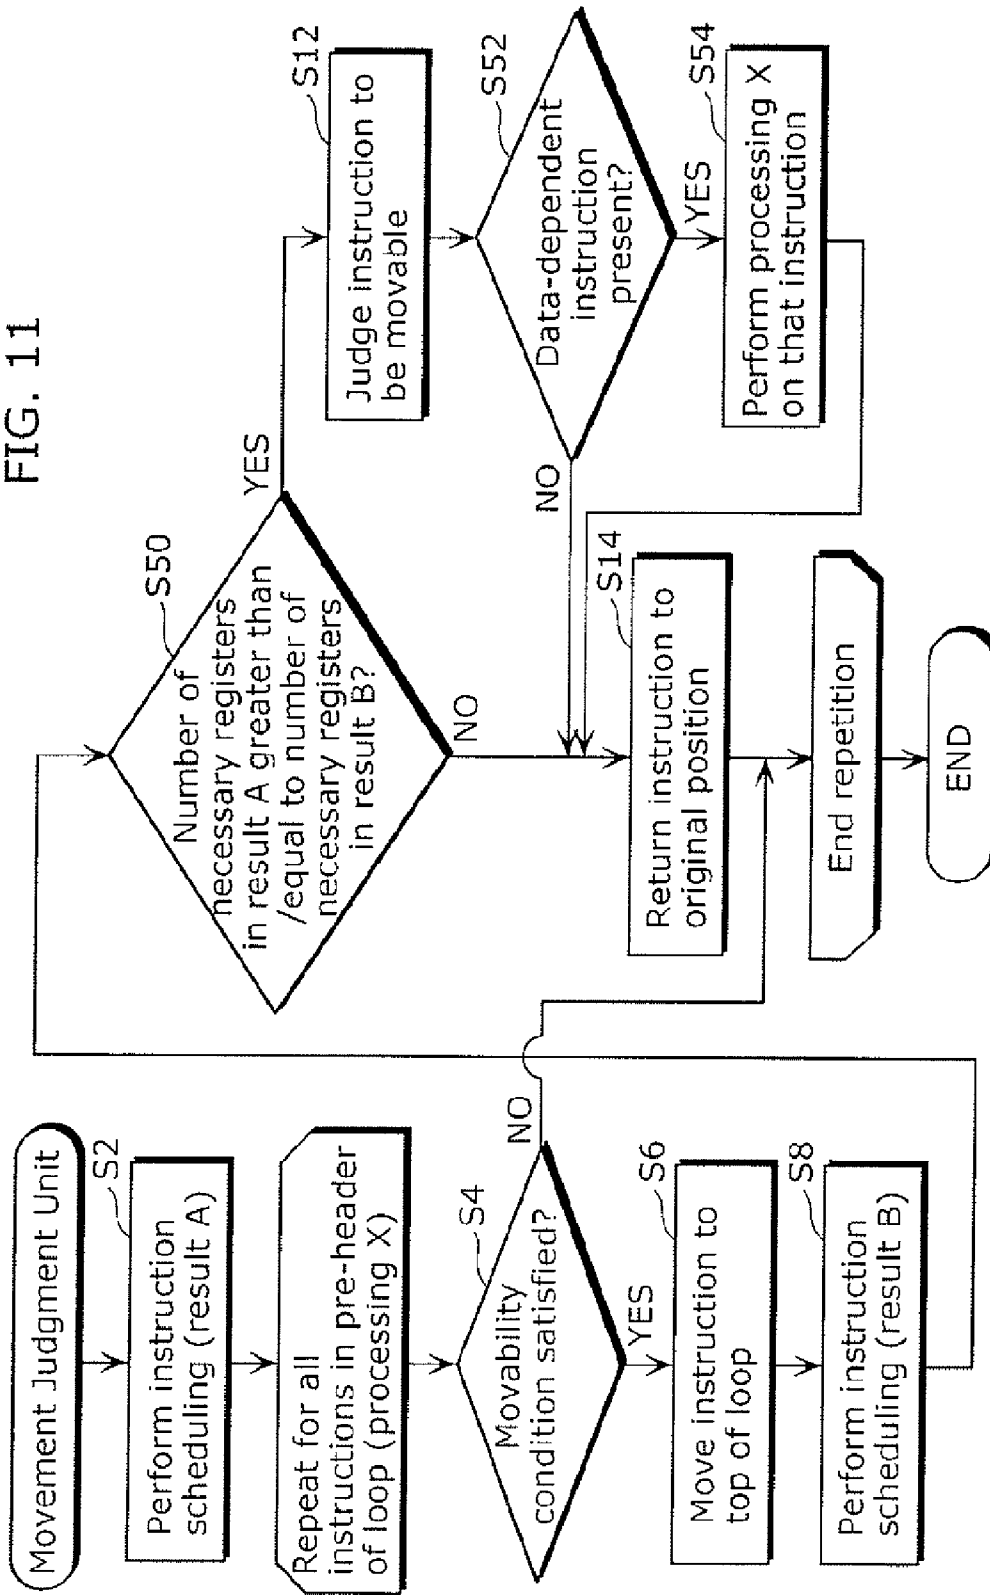 FIG. 11
Movement Judgment Unit
S2
Perform instruction
scheduling (result A)
Repeat for all
instructions in pre-header
of loop (processing X)
S4
Movability
condition satisfied?
NO
YES
S6
Move instruction to
top of loop
S8
Perform instruction
scheduling (result B)
S50
Number of
necessary registers
in result A greater than
/equal to number of
necessary registers
in result B?
YES
NO
S12
Judge instruction to
be movable
S52
Data-dependent
instruction
present?
NO
YES
S54
Perform processing X
on that instruction
S14
Return instruction to
original position
End repetition
END